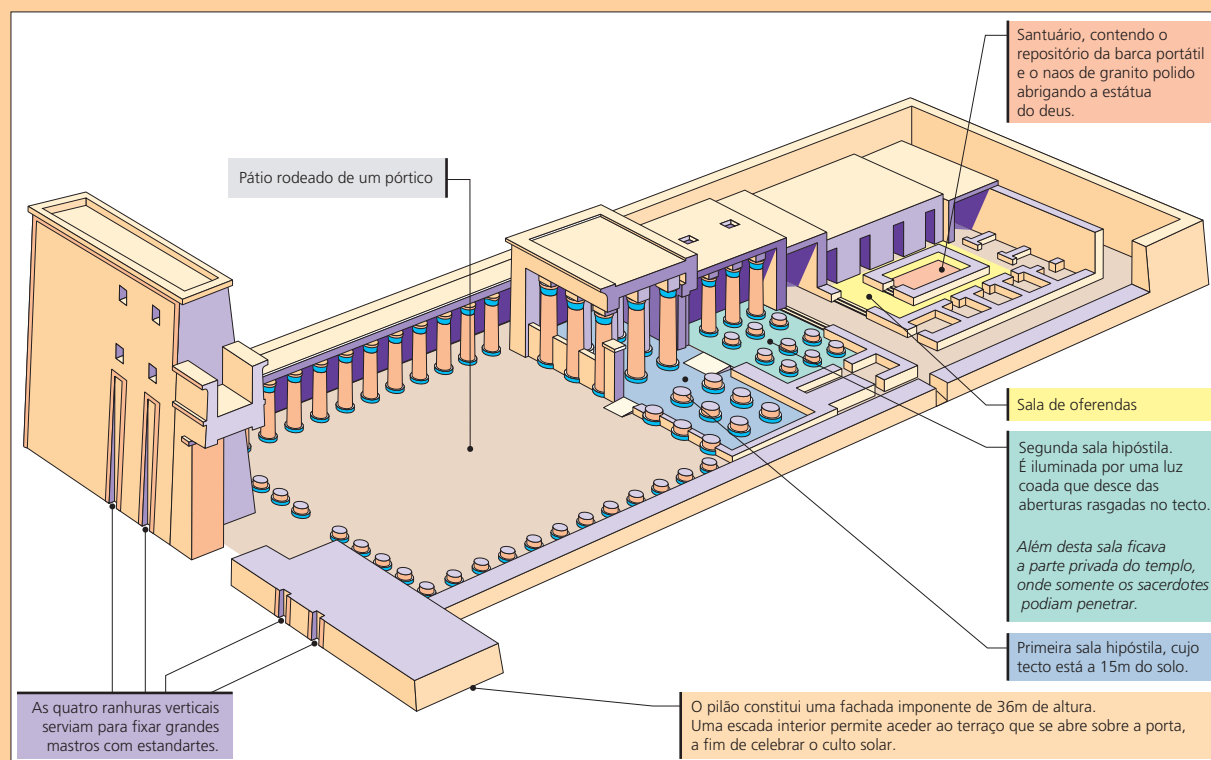 Santuário, contendo o
repositório da barca portátil
e o naos de granito polido
abrigando a estátua
do deus.
Pátio rodeado de um pórtico
Sala de oferendas
Segunda sala hipóstila.
É iluminada por uma luz
coada que desce das
aberturas rasgadas no tecto.
Além desta sala ficava
a parte privada do templo,
onde somente os sacerdotes
podiam penetrar.
Primeira sala hipóstila, cujo
tecto está a 15m do solo.
As quatro ranhuras verticais
serviam para fixar grandes
mastros com estandartes.
O pilão constitui uma fachada imponente de 36m de altura.
Uma escada interior permite aceder ao terraço que se abre sobre a porta,
a fim de celebrar o culto solar.